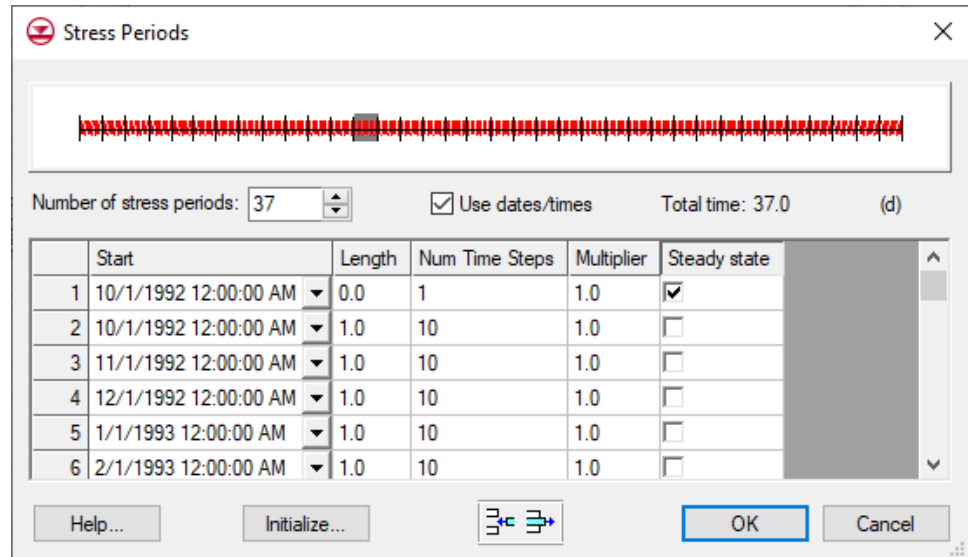 Stress Periods
Number of stress periods: 37 Use dates/times Total time: 37.0 (d)
Start Length Num Time Steps Multiplier Steady state
1 10/1/1992 12:00:00 AM 0.0 1 1.0
2 10/1/1992 12:00:00 AM 1.0 10 1.0
3 11/1/1992 12:00:00 AM 1.0 10 1.0
4 12/1/1992 12:00:00 AM 1.0 10 1.0
5 1/1/1993 12:00:00 AM 1.0 10 1.0
6 2/1/1993 12:00:00 AM 1.0 10 1.0
Help... Initialize... OK Cancel